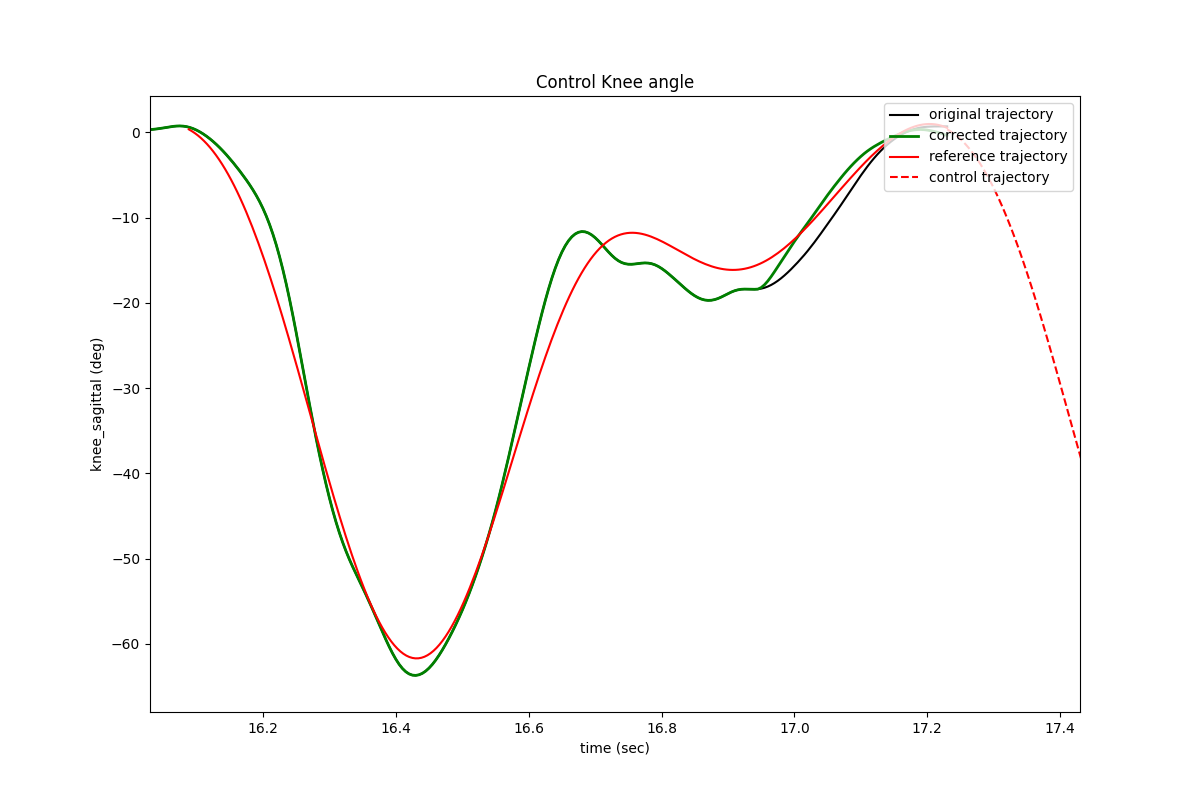 Control Knee angle
original trajectory
corrected trajectory
reference trajectory
control trajectory
0
−10
−20
−30
−40
−50
−60
knee_sagittal (deg)
16.2 16.4 16.6 16.8 17.0 17.2 17.4
time (sec)